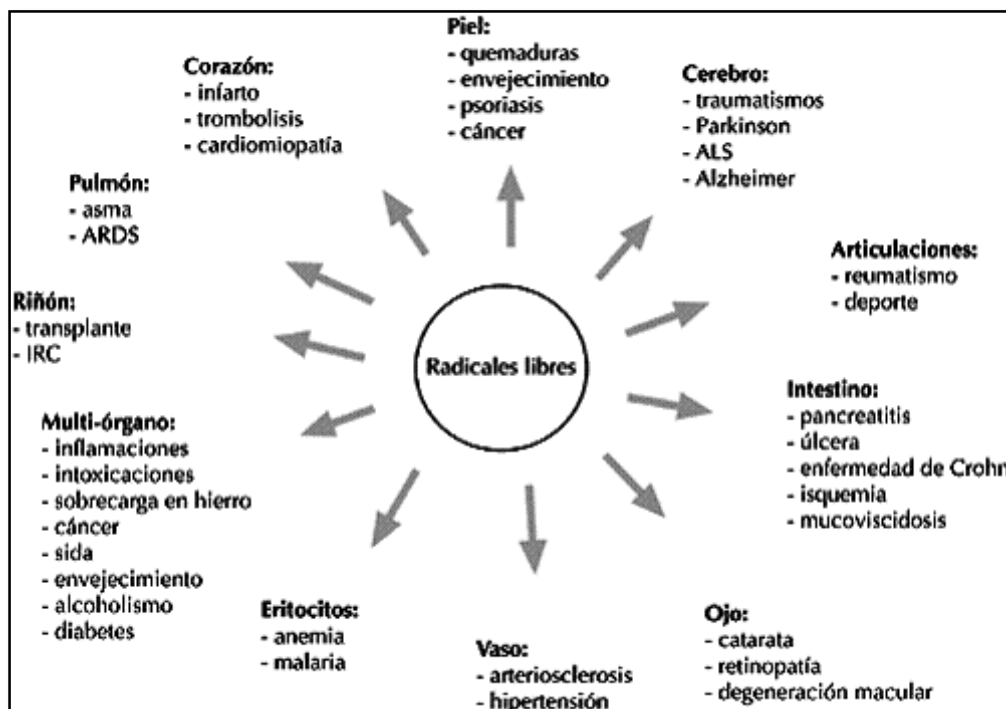 Piel:
- quemaduras
- envejecimiento
- psoriasis
- cáncer
Corazón:
- infarto
- trombolisis
- cardiomiopatía
Cerebro:
- traumatismos
- Parkinson
- ALS
- Alzheimer
Pulmón:
- asma
- ARDS
Articulaciones:
- reumatismo
- deporte
Riñón:
- transplante
- IRC
Radicales libres
Intestino:
- pancreatitis
- úlcera
- enfermedad de Crohn
- isquemia
- mucoviscidosis
Multi-órgano:
- inflamaciones
- intoxicaciones
- sobrecarga en hierro
- cáncer
- sida
- envejecimiento
- alcoholismo
- diabetes
Eritocitos:
- anemia
- malaria
Vaso:
- arteriosclerosis
- hipertensión
Ojo:
- catarata
- retinopatía
- degeneración macular